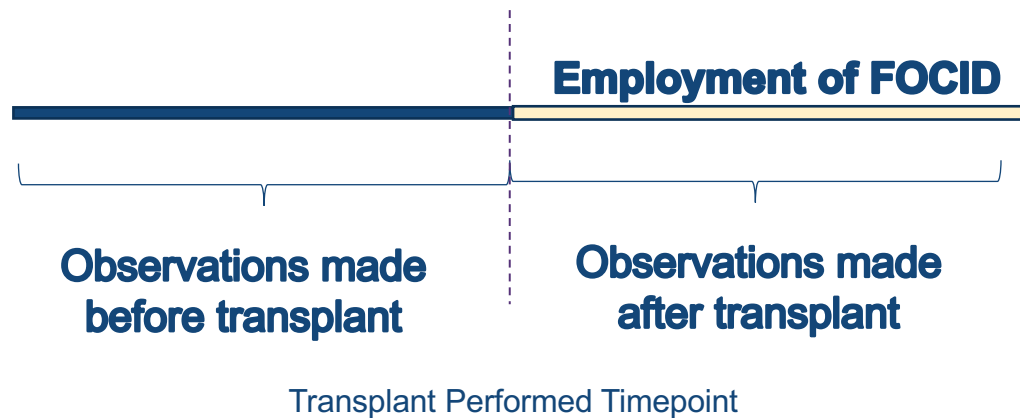 Employment of FOCID
Observations made
before transplant
Observations made
after transplant
Transplant Performed Timepoint